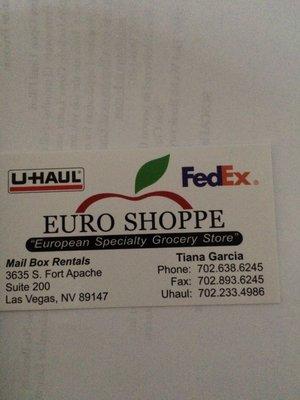 U-HAUL FedEx®
EURO SHOPPE
"European Specialty Grocery Store"
Mail Box Rentals
3635 S. Fort Apache
Suite 200
Las Vegas, NV 89147
Tiana Garcia
Phone: 702.638.6245
Fax: 702.893.6245
Uhaul: 702.233.4986